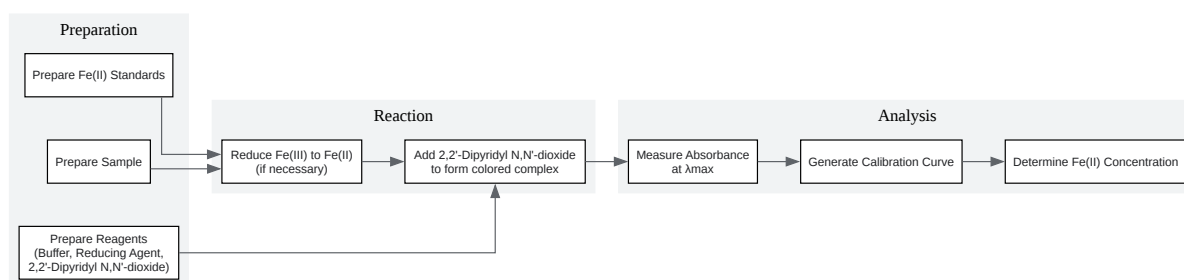 Preparation
Prepare Fe(II) Standards
Prepare Sample
Prepare Reagents
(Buffer, Reducing Agent,
2,2'-Dipyridyl N,N'-dioxide)
Reaction
Reduce Fe(III) to Fe(II)
(if necessary)
Add 2,2'-Dipyridyl N,N'-dioxide
to form colored complex
Analysis
Measure Absorbance
at λmax
Generate Calibration Curve
Determine Fe(II) Concentration